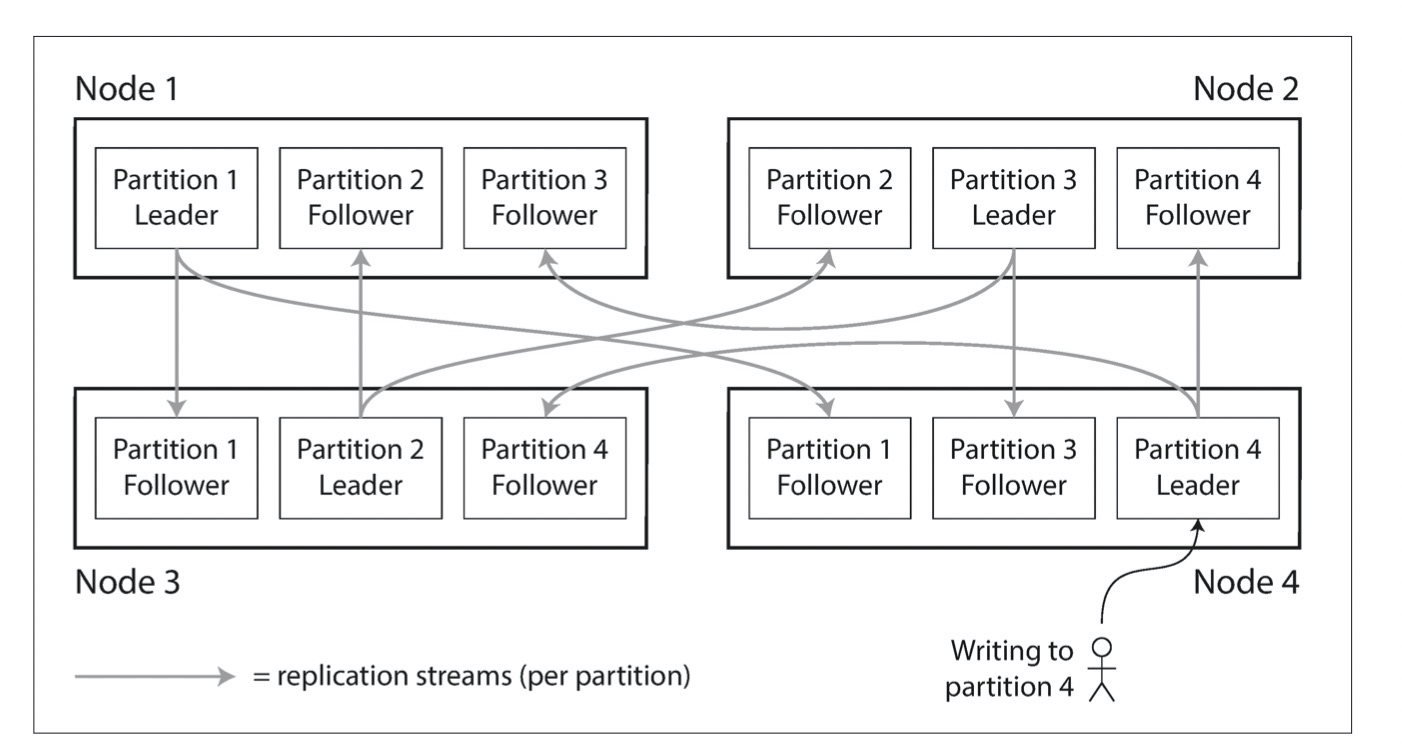 Node 1
Node 2
Partition 1
Leader
Partition 2
Follower
Partition 3
Follower
Partition 2
Follower
Partition 3
Leader
Partition 4
Follower
Partition 1
Follower
Partition 2
Leader
Partition 4
Follower
Partition 1
Follower
Partition 3
Follower
Partition 4
Leader
Node 3
Node 4
= replication streams (per partition)
Writing to
partition 4